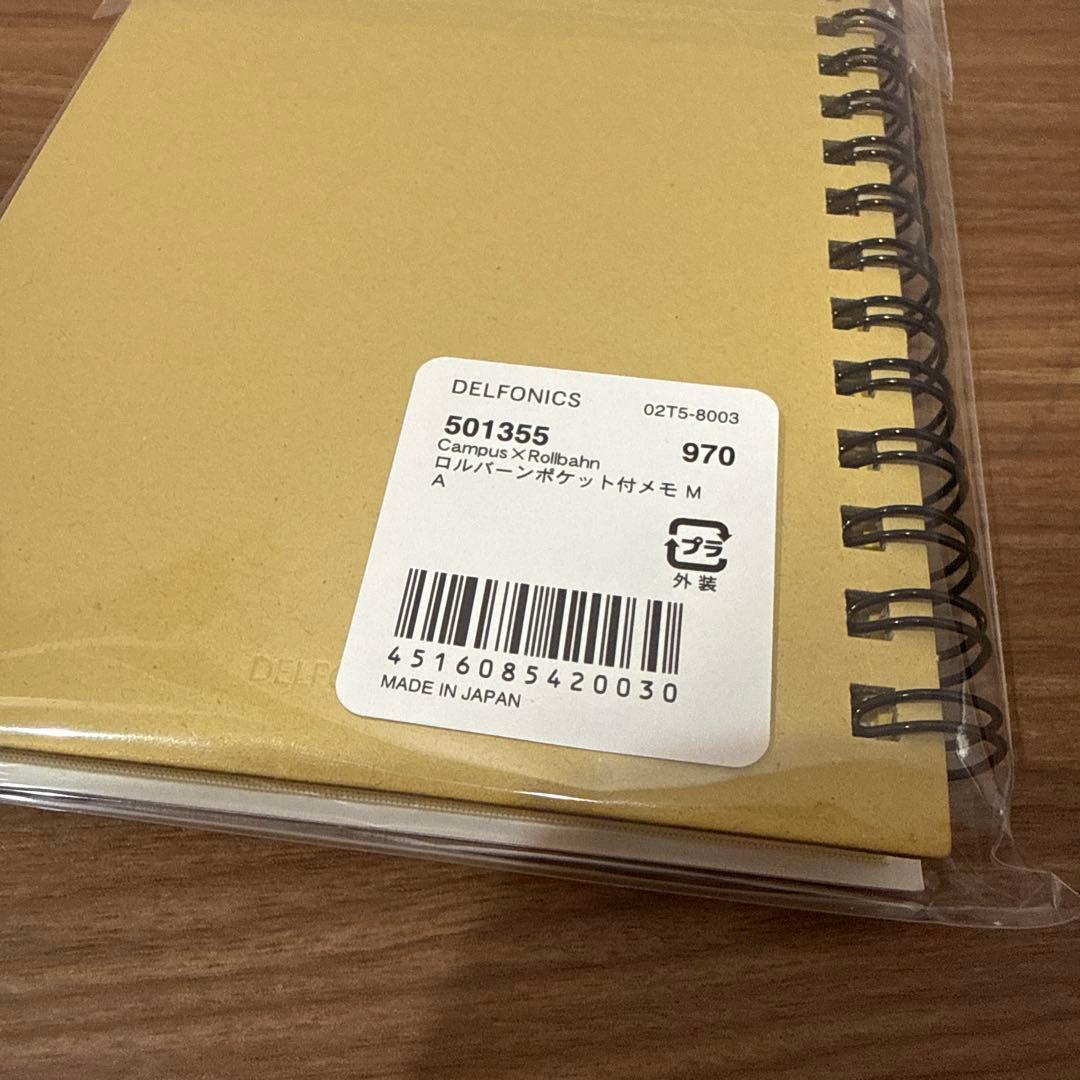 DELFONICS
02T5-8003
501355
970
Campus×Rollbahn
ロルバーンポケット付メモ M
A
プラ
外装
4516085420030
MADE IN JAPAN
DELF